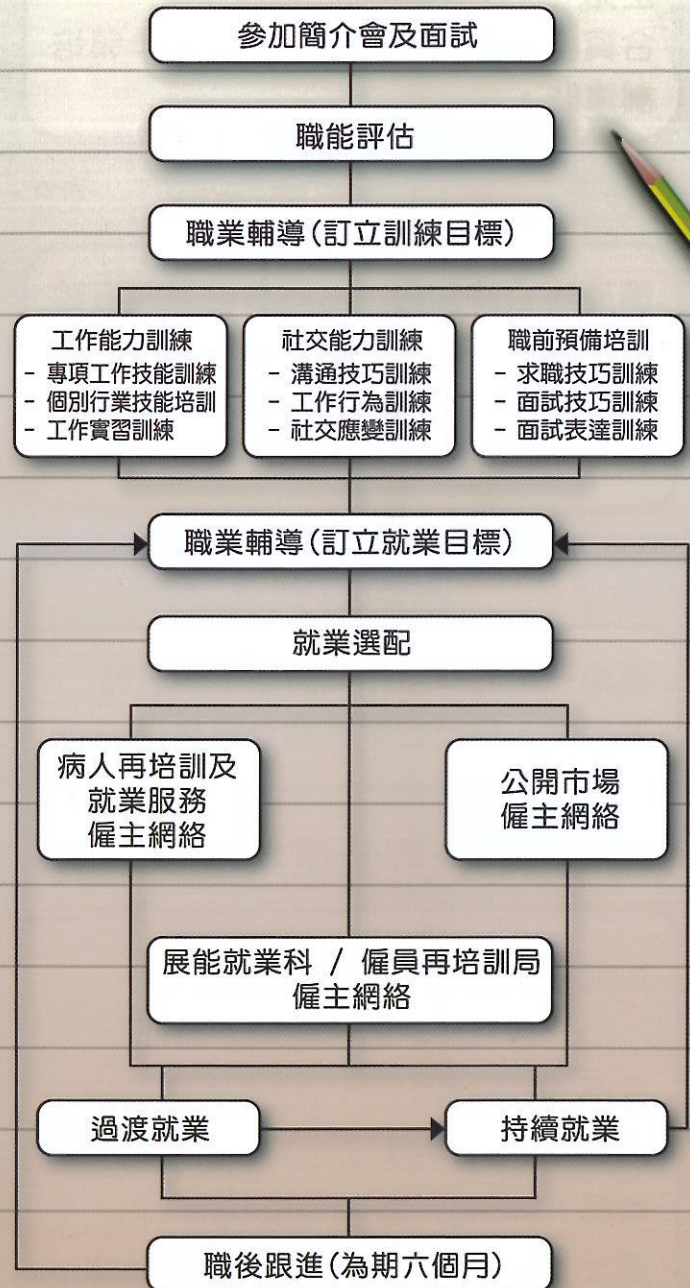 參加簡介會及面試
職能評估
職業輔導(訂立訓練目標)
工作能力訓練
- 專項工作技能訓練
- 個別行業技能培訓
- 工作實習訓練
社交能力訓練
- 溝通技巧訓練
- 工作行為訓練
- 社交應變訓練
職前預備培訓
- 求職技巧訓練
- 面試技巧訓練
- 面試表達訓練
職業輔導(訂立就業目標)
就業選配
病人再培訓及
就業服務
僱主網絡
公開市場
僱主網絡
展能就業科 / 僱員再培訓局
僱主網絡
過渡就業
持續就業
職後跟進(為期六個月)